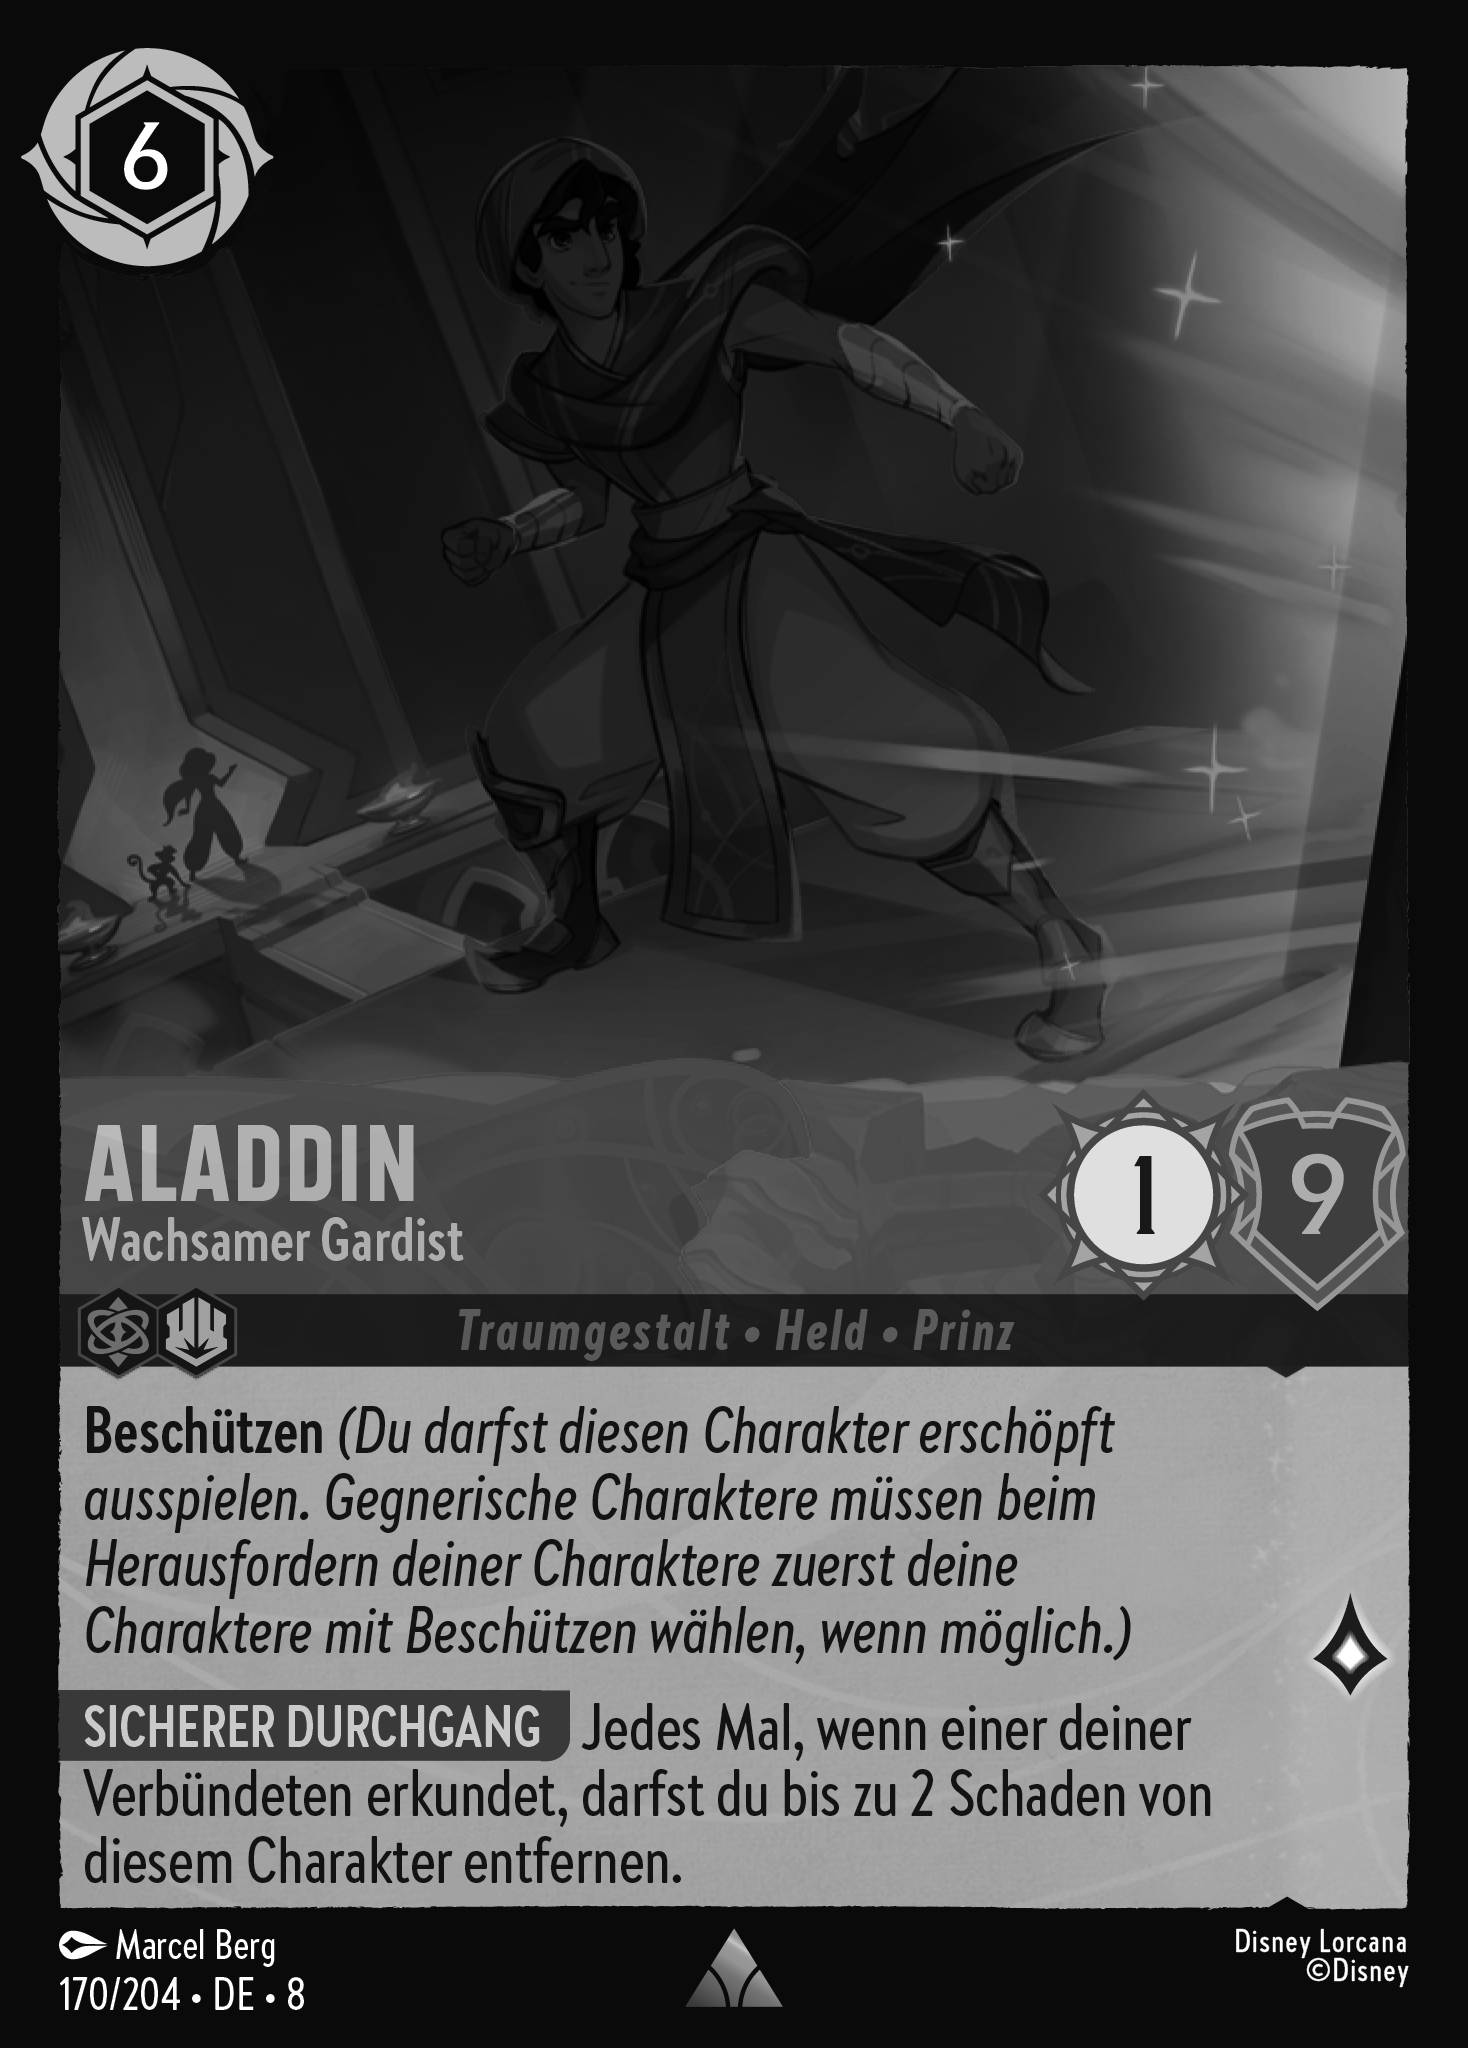 6
ALADDIN
Wachsamer Gardist
1
9
Traumgestalt • Held • Prinz
Beschützen (Du darfst diesen Charakter erschöpft
ausspielen. Gegnerische Charaktere müssen beim
Herausfordern deiner Charaktere zuerst deine
Charaktere mit Beschützen wählen, wenn möglich.)
SICHERER DURCHGANG Jedes Mal, wenn einer deiner
Verbündeten erkundet, darfst du bis zu 2 Schaden von
diesem Charakter entfernen.
Marcel Berg
170/204 • DE • 8
Disney Lorcana
©Disney